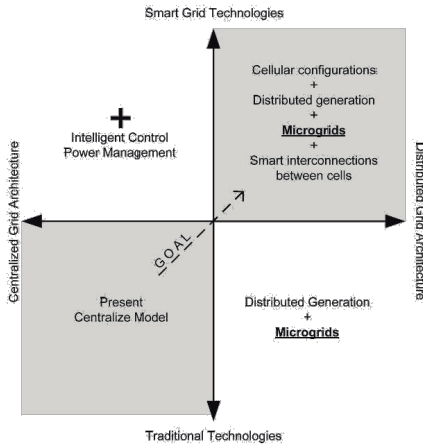 Smart Grid Technologies
Cellular configurations
+
Distributed generation
+
Microgrids
+
Smart interconnections
between cells
+
Intelligent Control
Power Management
Centralized Grid Architecture
Distributed Grid Architecture
GOAL
Present
Centralize Model
Distributed Generation
+
Microgrids
Traditional Technologies